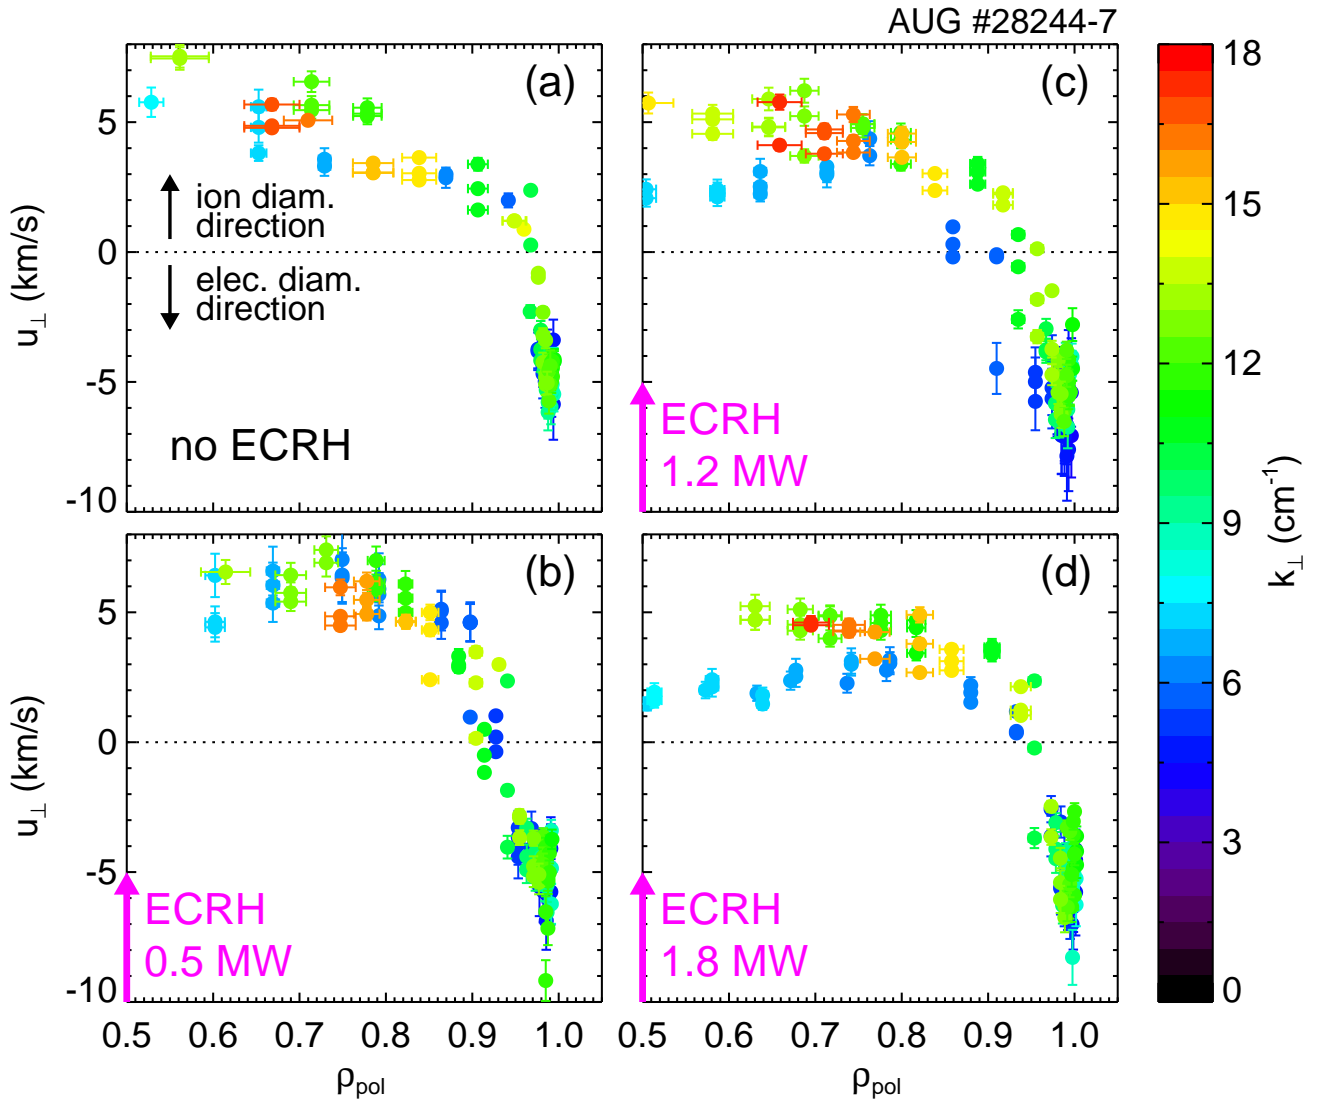 AUG #28244-7
(a)
(c)
18
5
ion diam.
direction
15
0
elec. diam.
direction
u⊥ (km/s)
12
-5
no ECRH
ECRH
1.2 MW
-10
9
k⊥ (cm-1)
(b)
(d)
5
6
u⊥ (km/s)
0
3
-5
ECRH
0.5 MW
ECRH
1.8 MW
-10
0
0.5 0.6 0.7 0.8 0.9 1.0
0.5 0.6 0.7 0.8 0.9 1.0
ρpol
ρpol